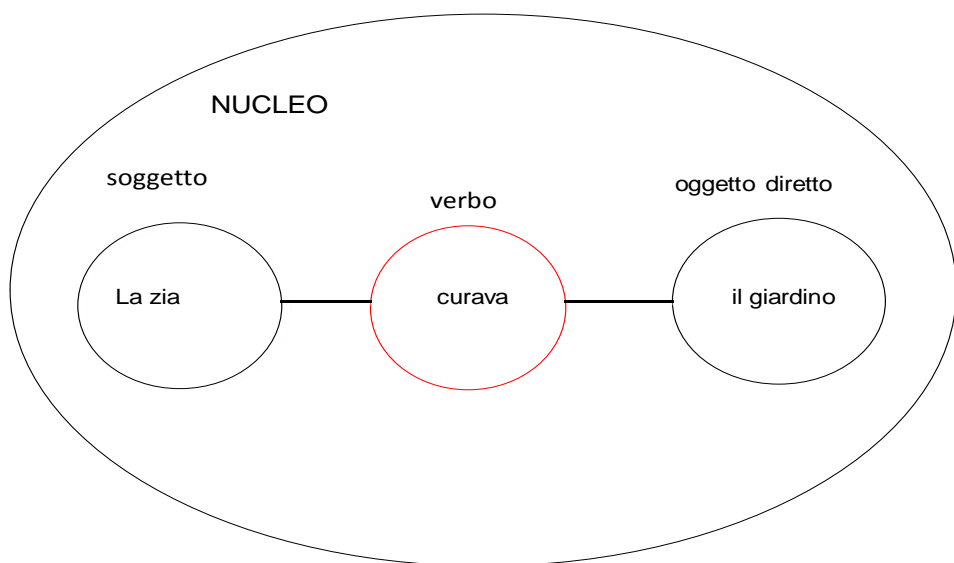 NUCLEO
soggetto
verbo
oggetto diretto
La zia
curava
il giardino